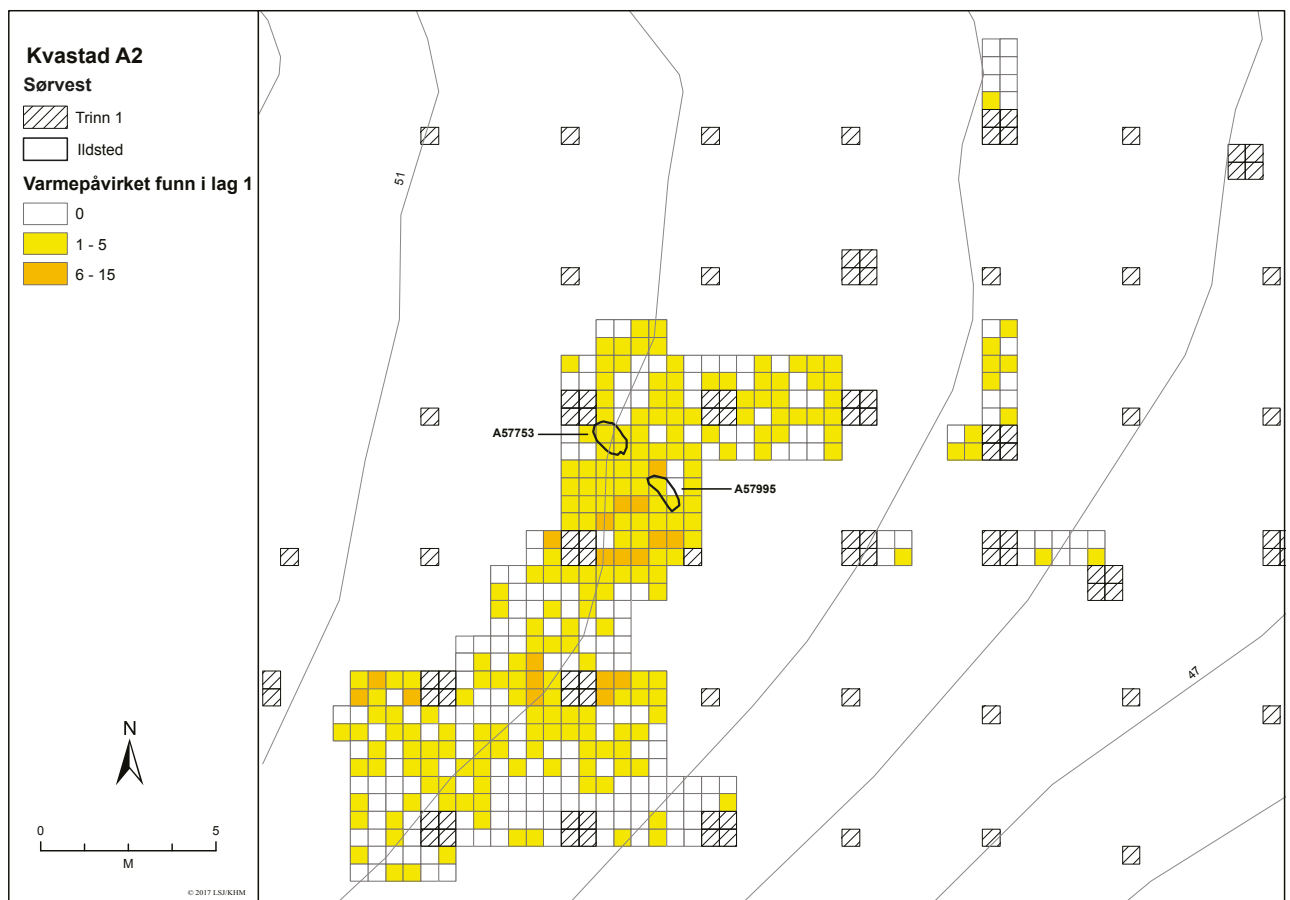 Kvastad A2
Sørvest
Trinn 1
Ildsted
Varmepåvirket funn i lag 1
0
1 - 5
6 - 15
N
0 5
M
© 2017 LSJ/KHM
51
A57753
A57995
47